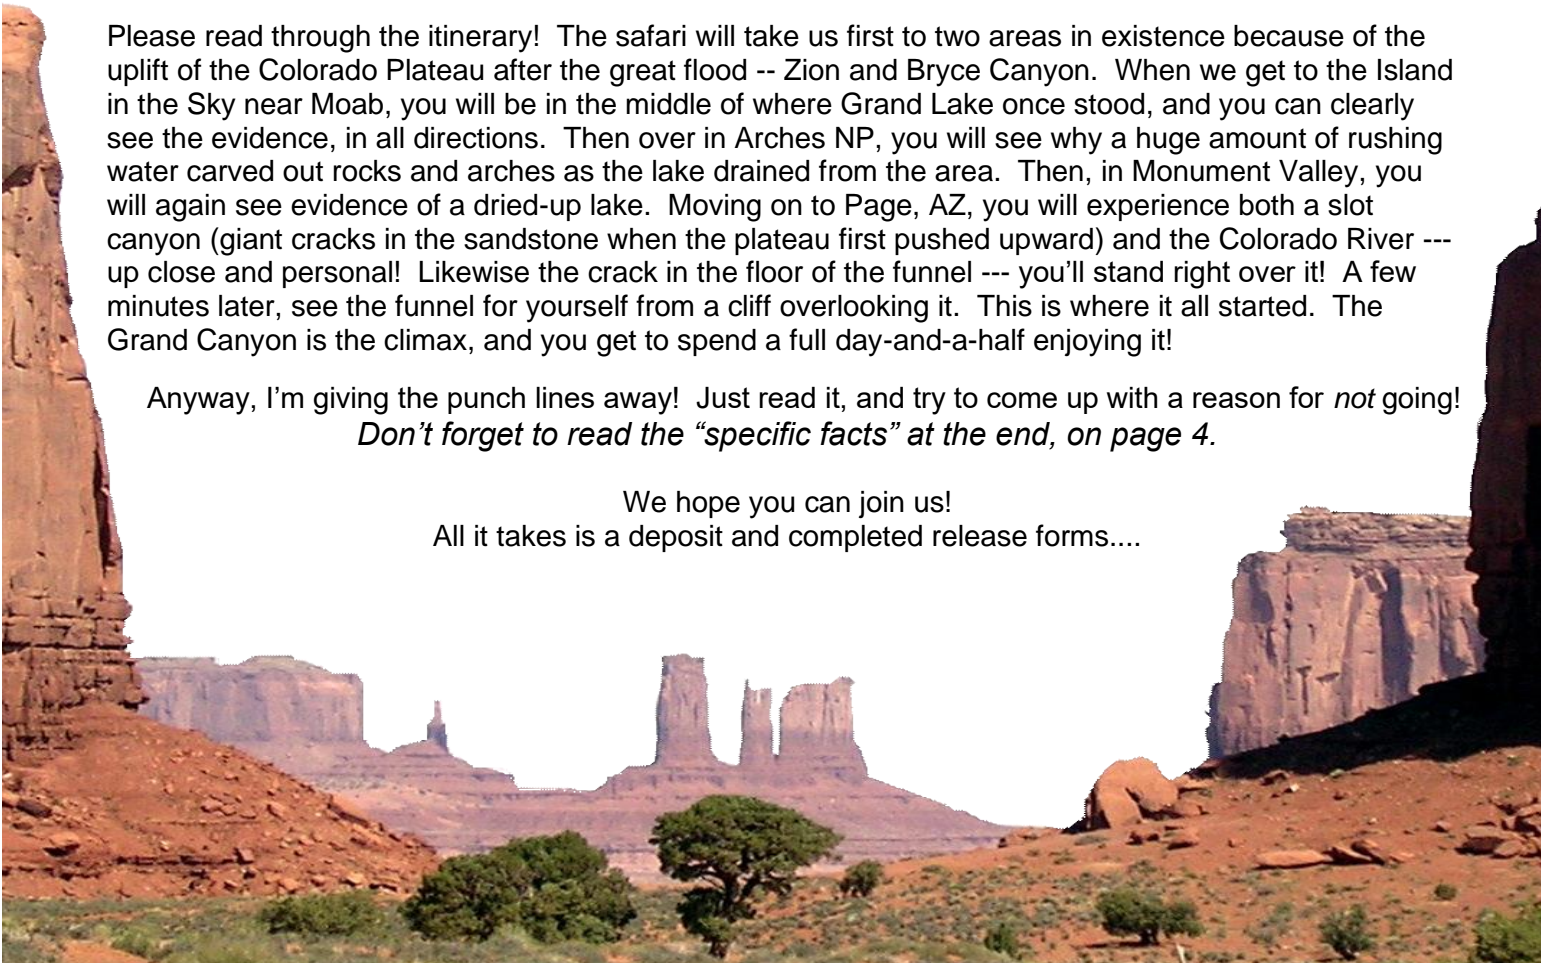 Please read through the itinerary!  The safari will take us first to two areas in existence because of the
uplift of the Colorado Plateau after the great flood -- Zion and Bryce Canyon.  When we get to the Island
in the Sky near Moab, you will be in the middle of where Grand Lake once stood, and you can clearly
see the evidence, in all directions.  Then over in Arches NP, you will see why a huge amount of rushing
water carved out rocks and arches as the lake drained from the area.  Then, in Monument Valley, you
will again see evidence of a dried-up lake.  Moving on to Page, AZ, you will experience both a slot
canyon (giant cracks in the sandstone when the plateau first pushed upward) and the Colorado River ---
up close and personal!  Likewise the crack in the floor of the funnel --- you’ll stand right over it!  A few
minutes later, see the funnel for yourself from a cliff overlooking it.  This is where it all started.  The
Grand Canyon is the climax, and you get to spend a full day-and-a-half enjoying it!
Anyway, I’m giving the punch lines away!  Just read it, and try to come up with a reason for not going!
Don’t forget to read the “specific facts” at the end, on page 4.
We hope you can join us!
All it takes is a deposit and completed release forms....